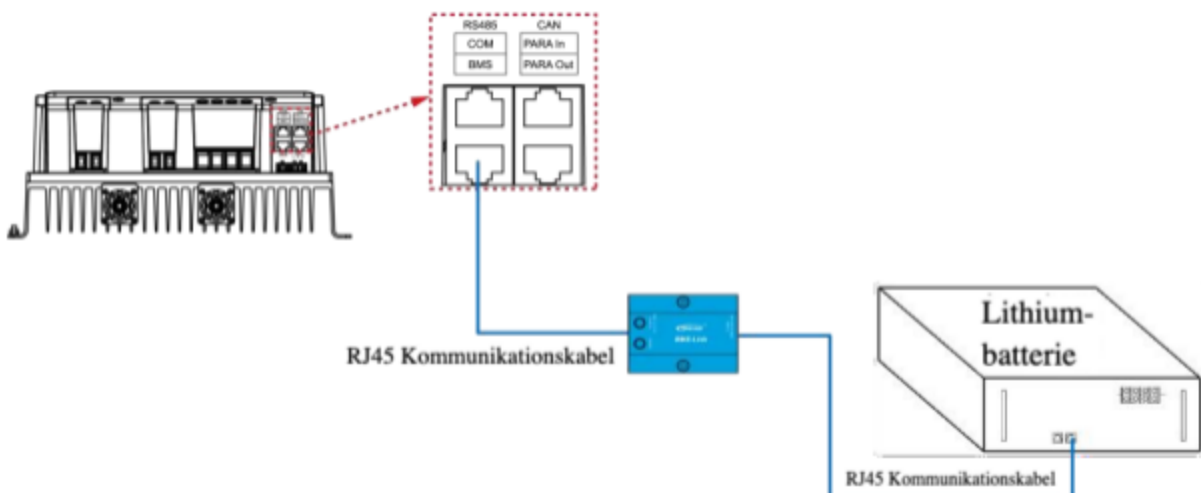 RS485 CAN
COM PARA In
BMS PARA Out
RJ45 Kommunikationskabel
Lithium-
batterie
RJ45 Kommunikationskabel